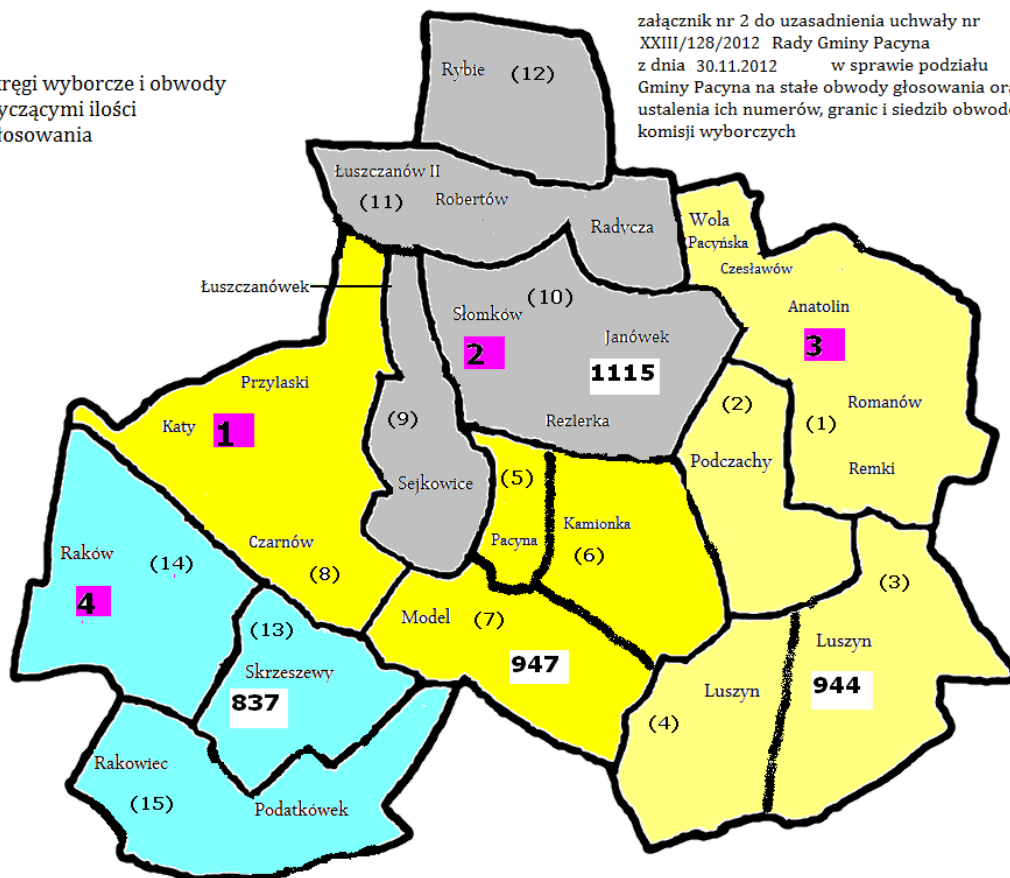 załącznik nr 2 do uzasadnienia uchwały nr
XXIII/128/2012 Rady Gminy Pacyna
z dnia 30.11.2012 w sprawie podziału
Gminy Pacyna na stałe obwody głosowania ora
ustalenia ich numerów, granic i siedzib obwodo
komisji wyborczych
kręgi wyborcze i obwody
yczącymi ilości
łosowania
Rybie (12)
Łuszczanów II
(11) Robertów
Radycza
Wola
Pacyńska
Czesławów
Łuszczanówek
(10)
Słomków
Anatolin
2
Janówek
3
1115
Przylaski
(9)
(2)
Romanów
Katy
1
Rezlerka
(1)
Podczachy
Remki
(5)
Sejkowice
Kamionka
Pacyna
(6)
Czarnów
(8)
Raków
(14)
4
(3)
Model (7)
(13)
Skrzeszewy
837
947
Luszyn
944
Luszyn
(4)
Rakowiec
(15)
Podatkówek